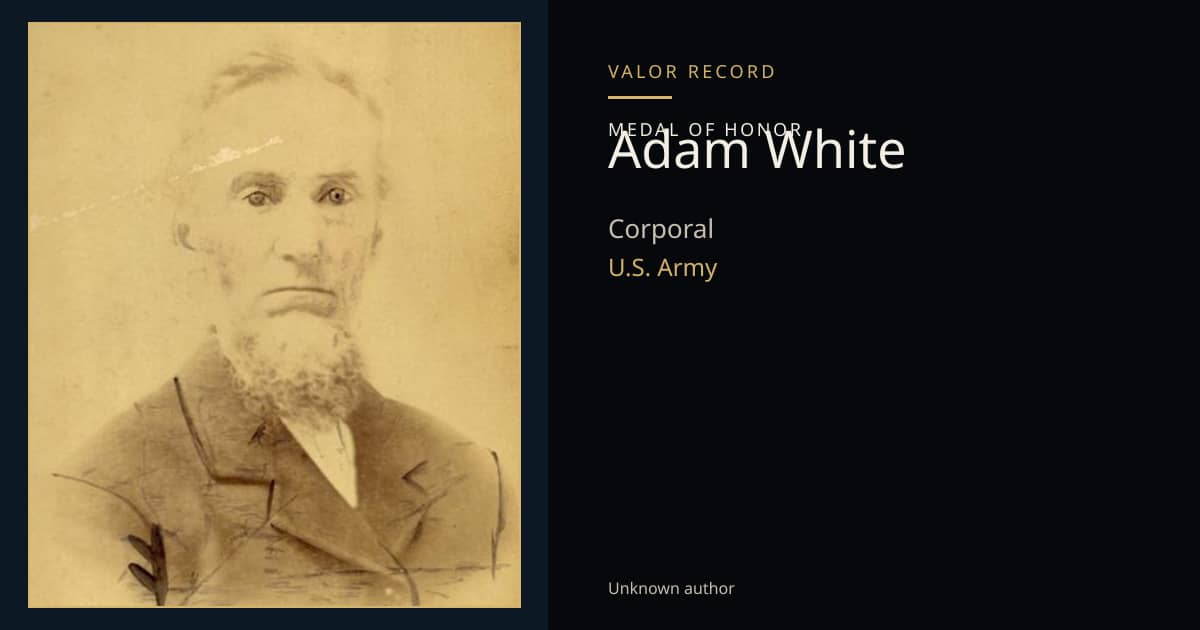 VALOR RECORD
MEDAL OF HONOR
Adam White
Corporal
U.S. Army
Unknown author